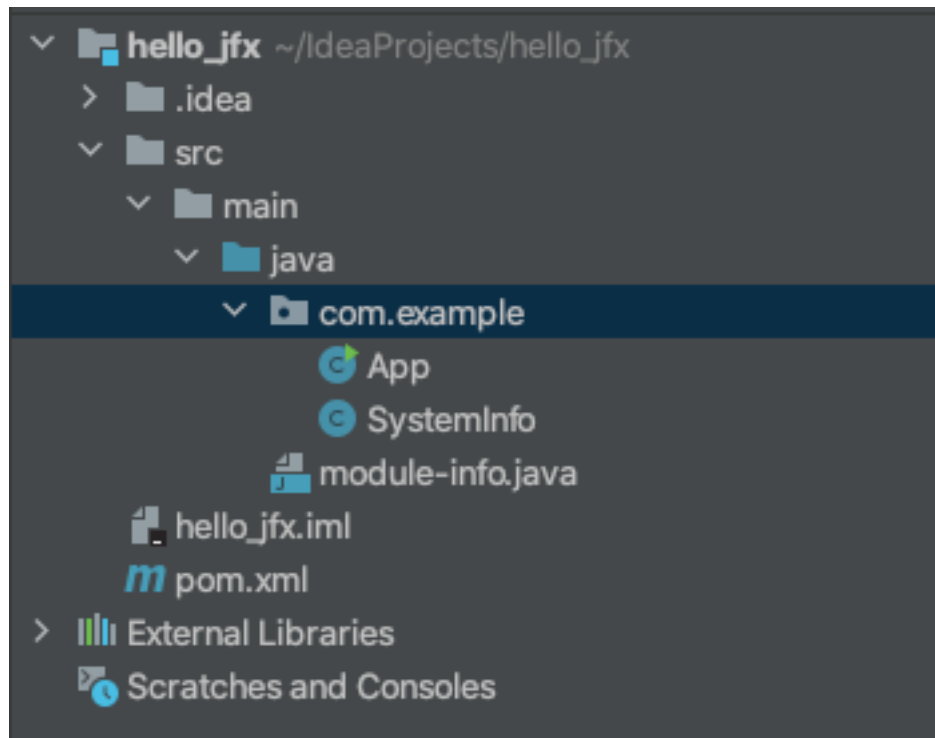 hello_jfx ~/IdeaProjects/hello_jfx
.idea
src
main
java
com.example
App
SystemInfo
module-info.java
hello_jfx.iml
pom.xml
External Libraries
Scratches and Consoles